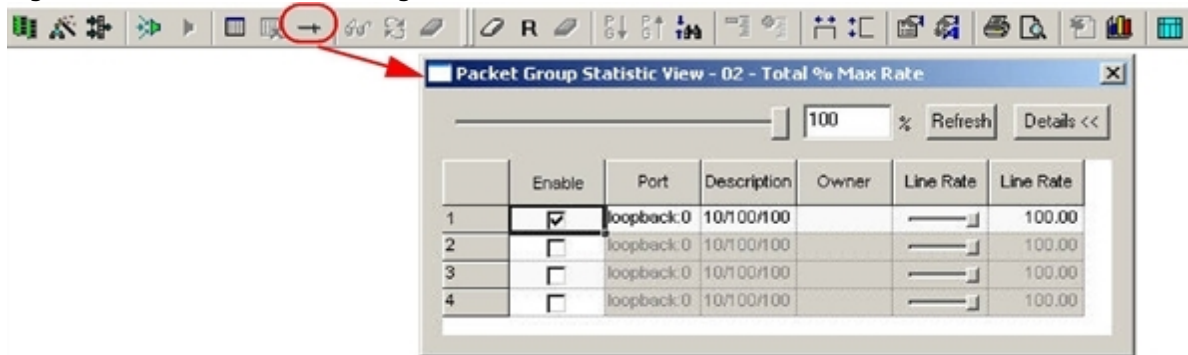 R
Packet Group Statistic View - 02 - Total % Max Rate
100 % Refresh Details <<
Enable Port Description Owner Line Rate Line Rate
1 loopback:0 10/100/100 100.00
2 loopback:0 10/100/100 100.00
3 loopback:0 10/100/100 100.00
4 loopback:0 10/100/100 100.00